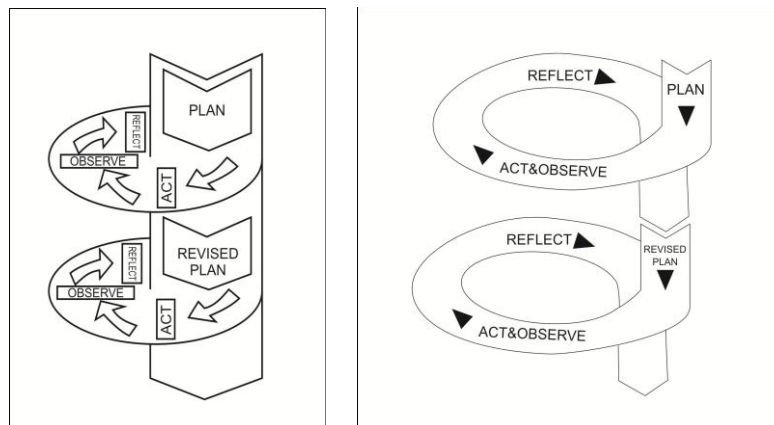 PLAN
REFLECT
OBSERVE
ACT
REVISED
PLAN
REFLECT
OBSERVE
ACT
REFLECT
PLAN
ACT&OBSERVE
REFLECT
REVISED
PLAN
ACT&OBSERVE